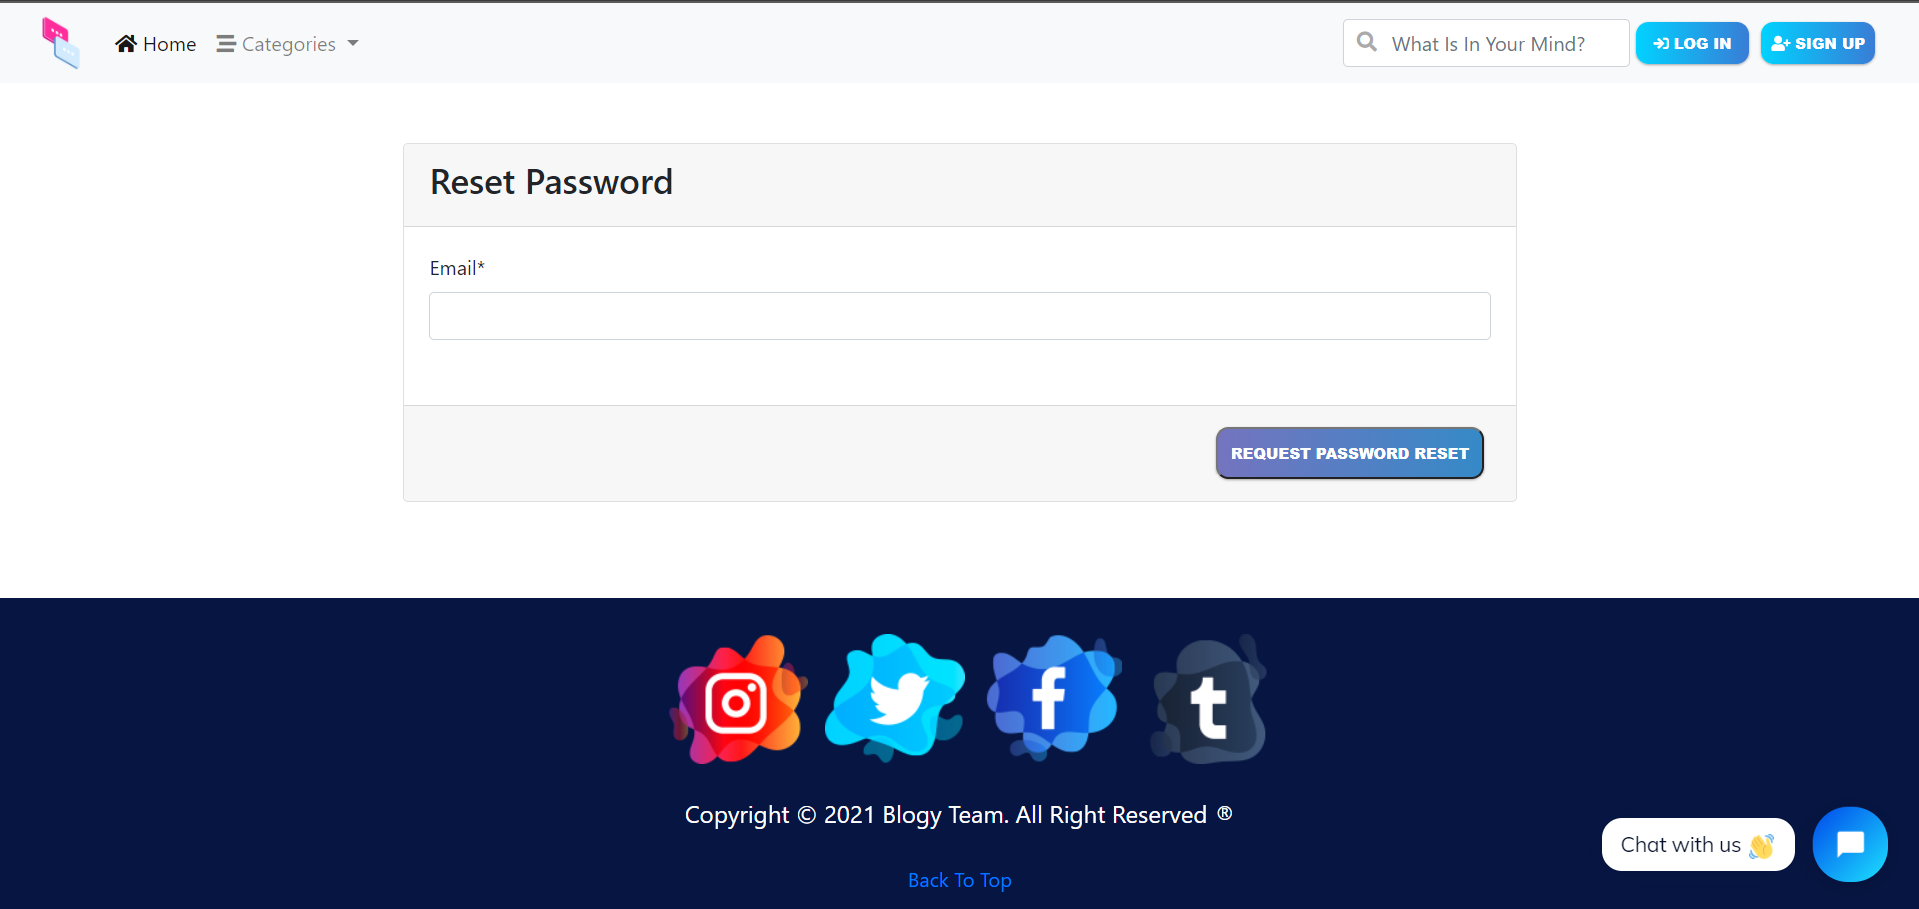 Home
Categories
What Is In Your Mind?
LOG IN
SIGN UP
Reset Password
Email*
REQUEST PASSWORD RESET
Copyright © 2021 Blogy Team. All Right Reserved ®
Chat with us 👋
Back To Top